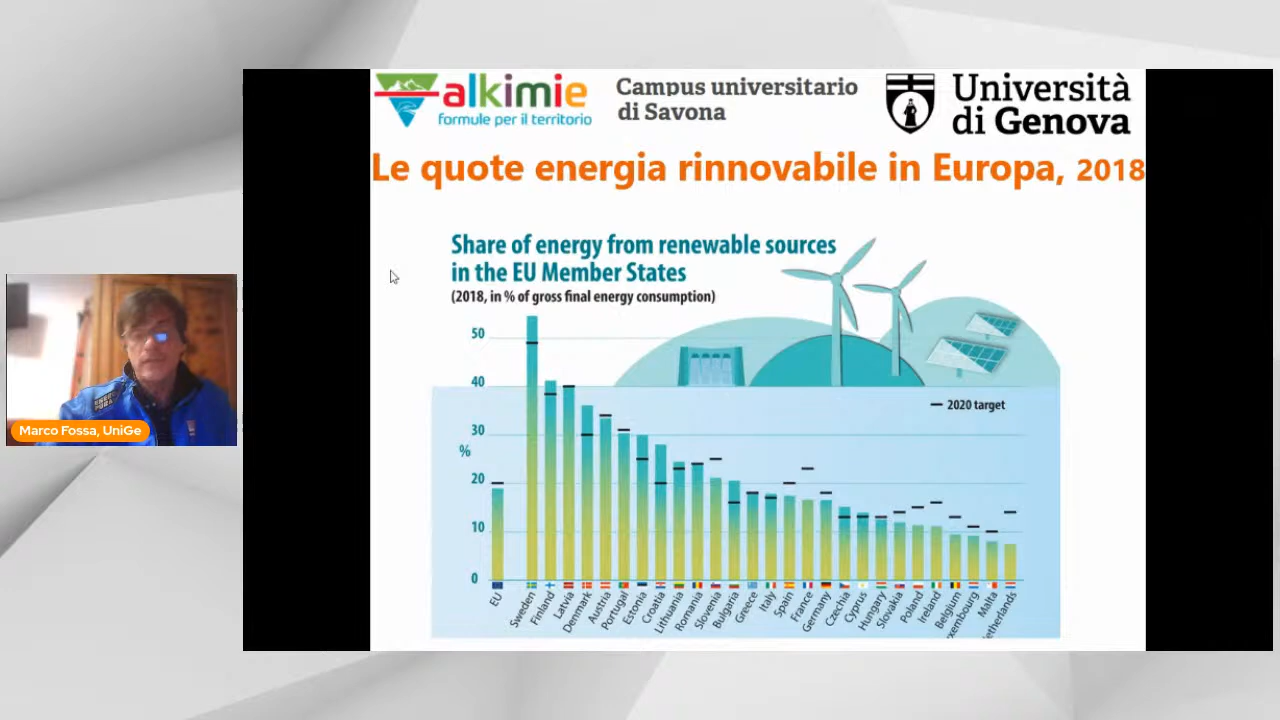 alkimie
formule per il territorio
Campus universitario
di Savona
Università
di Genova
Le quote energia rinnovabile in Europa, 2018
Share of energy from renewable sources
in the EU Member States
(2018, in % of gross final energy consumption)
50
40
30
%
20
10
0
2020 target
EU
Sweden
Finland
Latvia
Denmark
Austria
Portugal
Estonia
Croatia
Lithuania
Romania
Slovenia
Bulgaria
Greece
Italy
Spain
France
Germany
Czechia
Cyprus
Hungary
Slovakia
Poland
Ireland
Belgium
xembourg
Malta
etherlands
Marco Fossa, UniGe